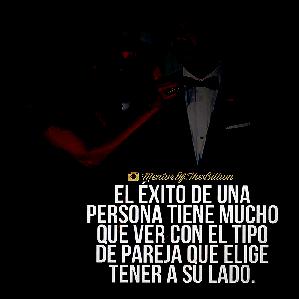 EL ÉXITO DE UNA
PERSONA TIENE MUCHO
QUE VER CON EL TIPO
DE PAREJA QUE ELIGE
TENER A SU LADO.